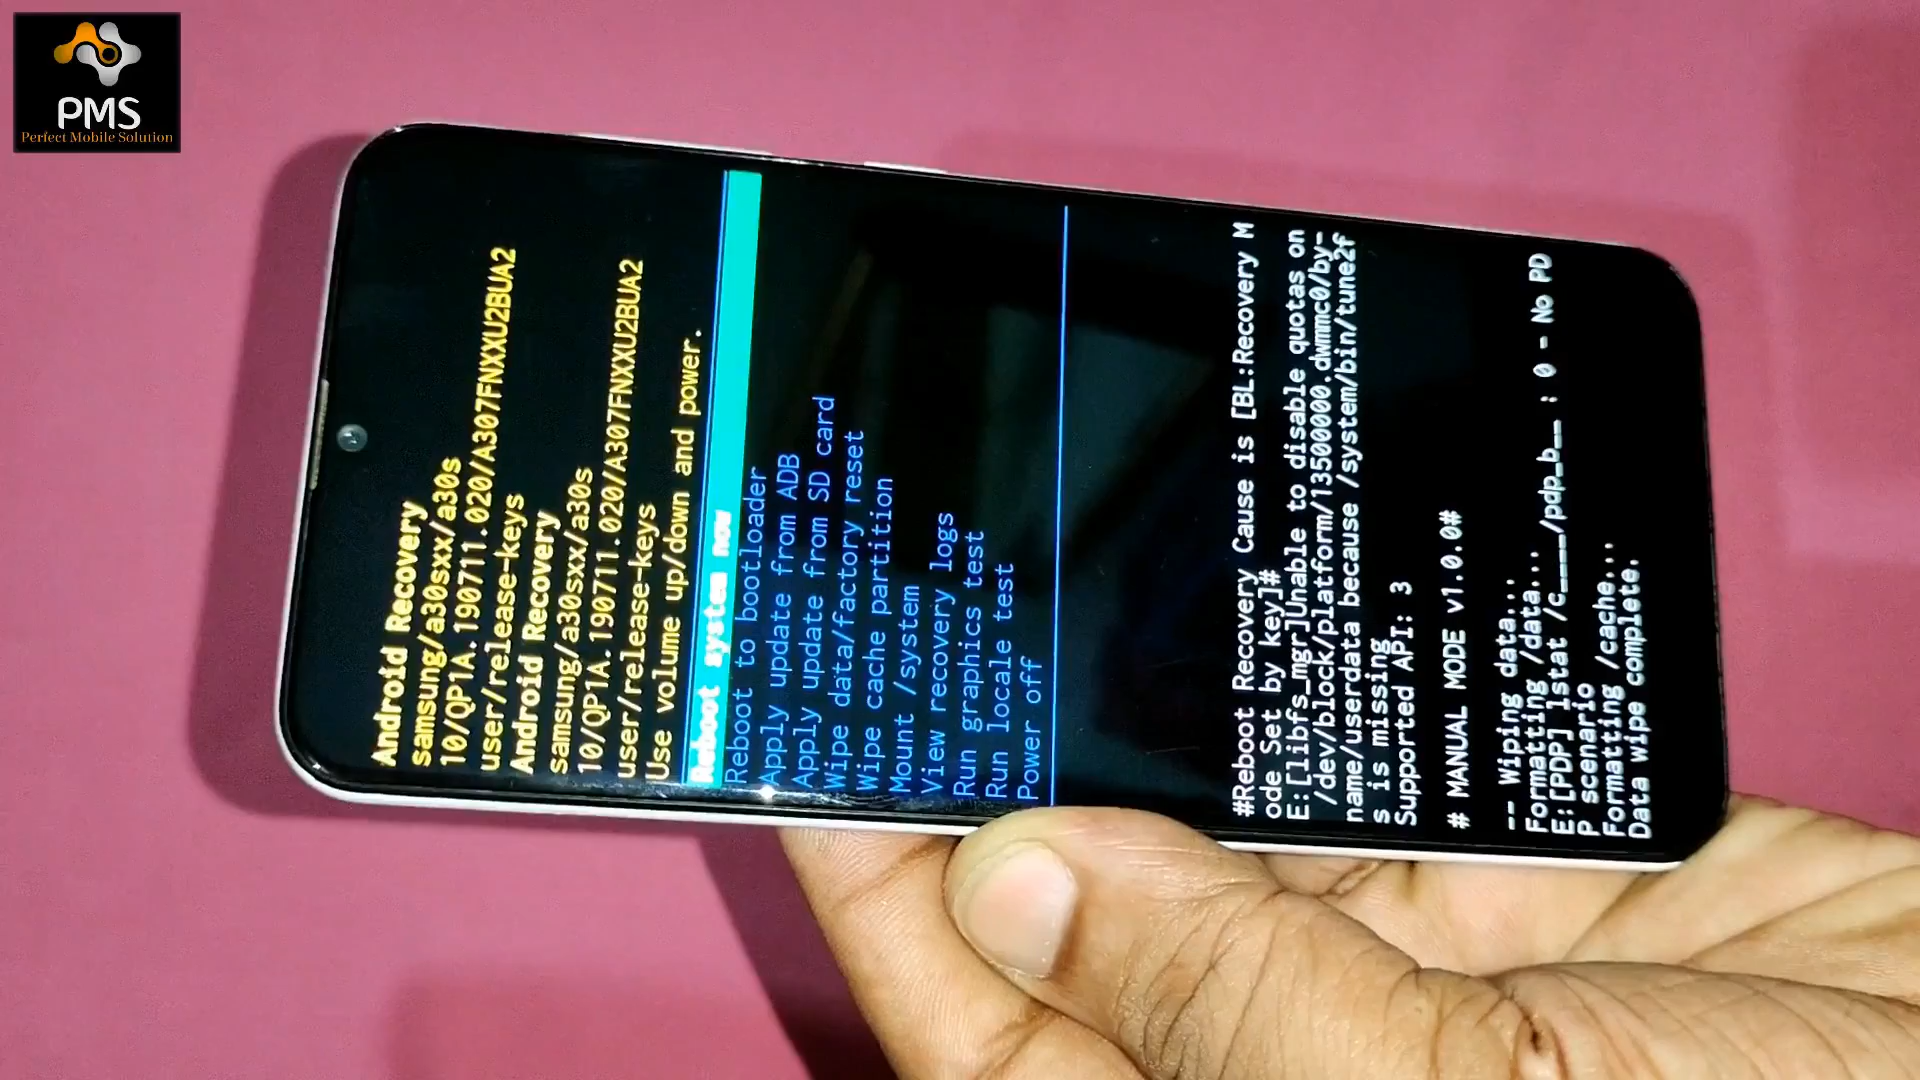 PMS
Perfect Mobile Solution
Android Recovery
samsung/a30sxx/a30s
10/QP1A.190711.020/A307FNXXU2BUA2
user/release-keys
Android Recovery
samsung/a30sxx/a30s
10/QP1A.190711.020/A307FNXXU2BUA2
user/release-keys
Use volume up/down and power.
Reboot system now
Reboot to bootloader
Apply update from ADB
Apply update from SD card
Wipe data/factory reset
Wipe cache partition
Mount /system
View recovery logs
Run graphics test
Run locale test
Power off
#Reboot Recovery Cause is [BL:Recovery M
ode Set by key]#
E:[libfs_mgr]Unable to disable quotas on
/dev/block/platform/13500000.dwmmc0/by-
name/userdata because /system/bin/tune2f
s is missing
Supported API: 3
# MANUAL MODE v1.0.0#
-- Wiping data...
Formatting /data...
E:[PDP] lstat /c____/pdp_b__ : 0 - No PD
P scenario
Formatting /cache...
Data wipe complete.